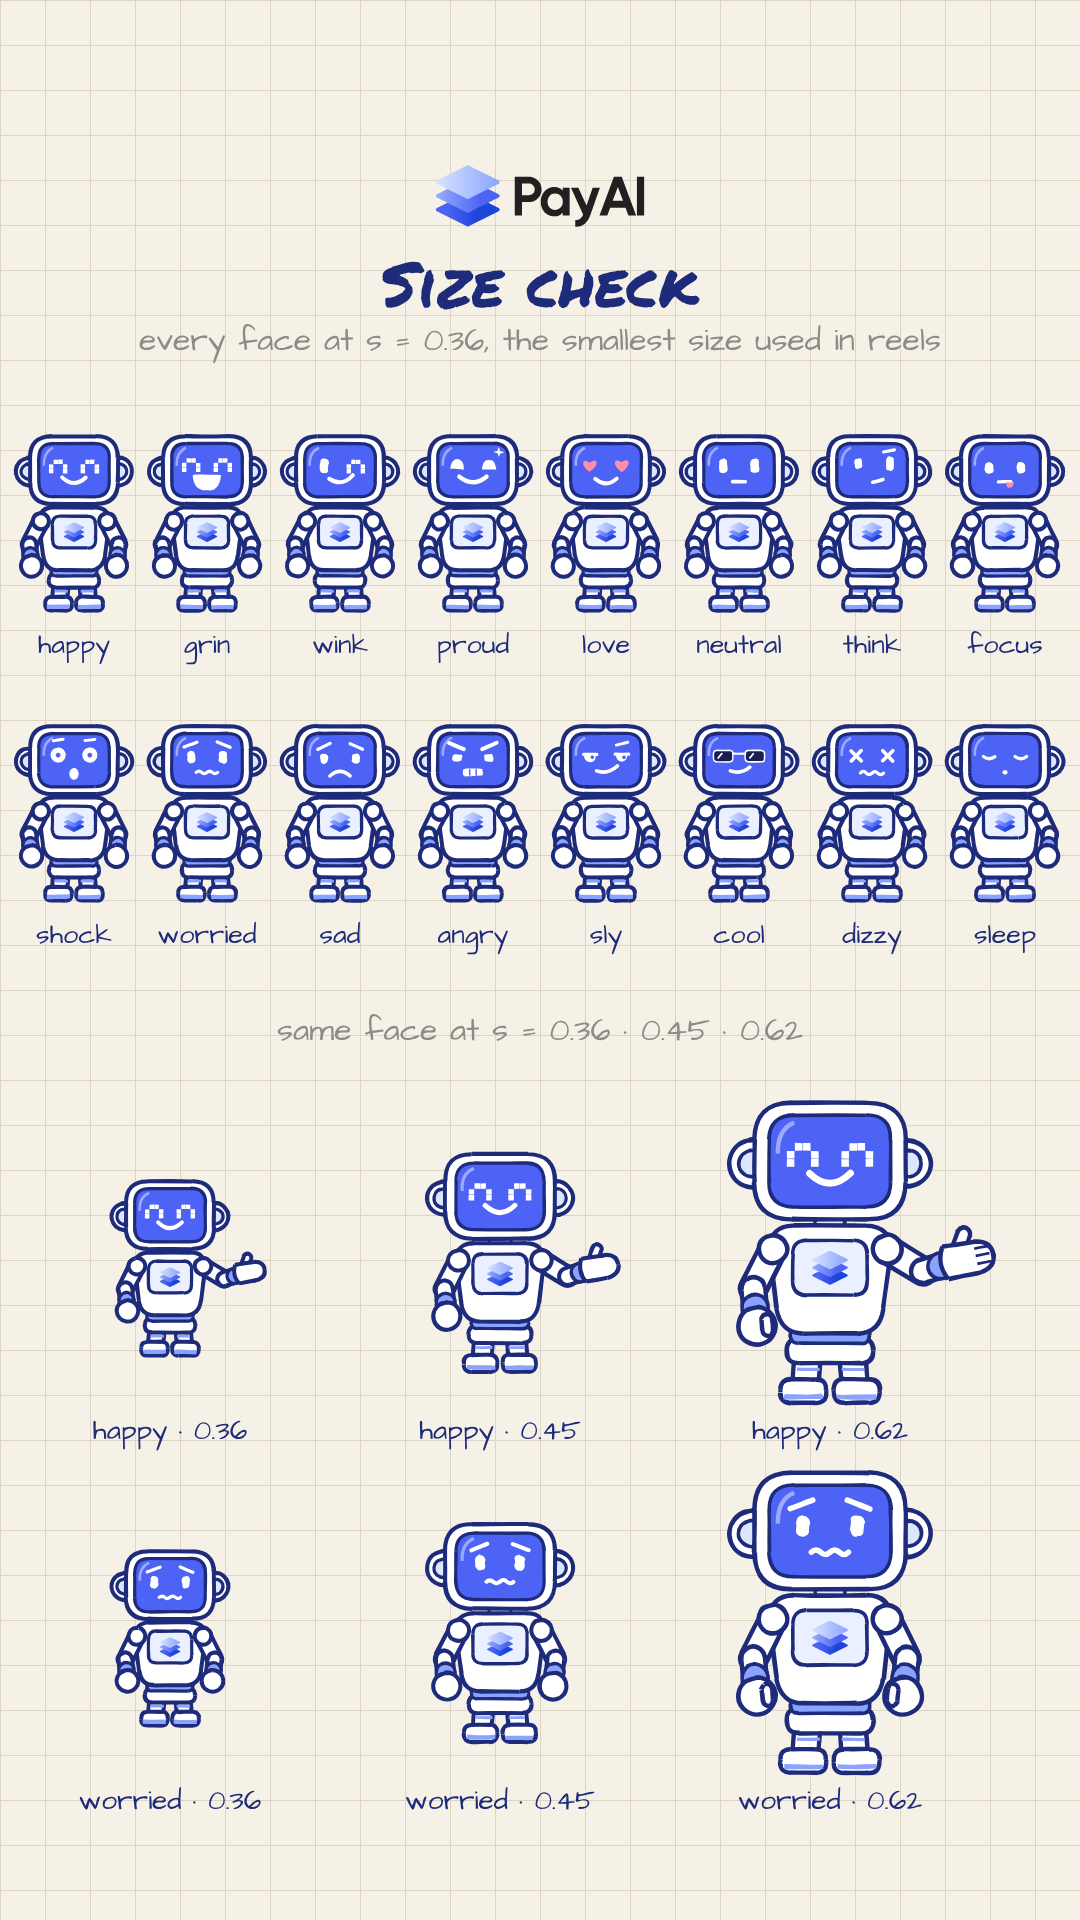 PayAI
Size check
every face at s = 0.36, the smallest size used in reels
happy grin wink proud love neutral think focus
shock worried sad angry sly cool dizzy sleep
same face at s = 0.36 · 0.45 · 0.62
happy · 0.36 happy · 0.45 happy · 0.62
worried · 0.36 worried · 0.45 worried · 0.62